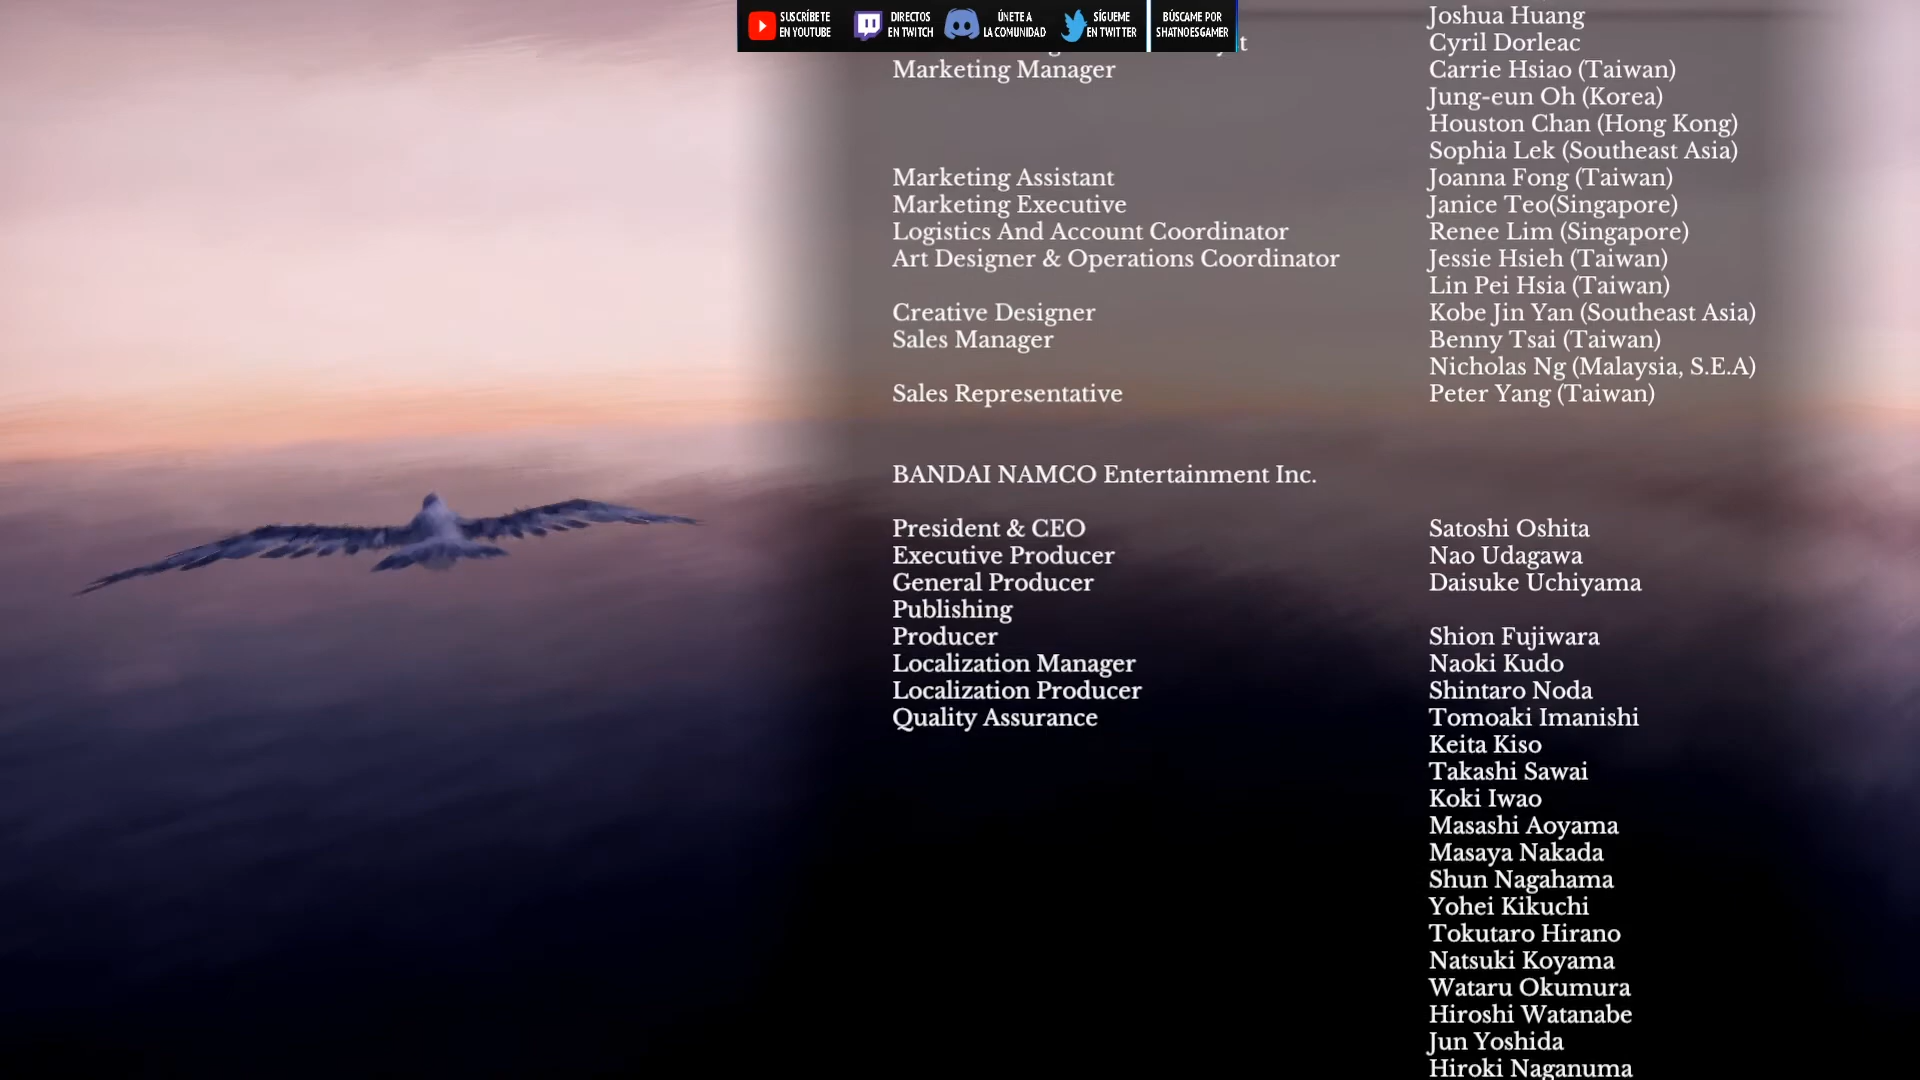 SUSCRÍBETE EN YOUTUBE
DIRECTOS EN TWITCH
ÚNETE A LA COMUNIDAD
SÍGUEME EN TWITTER
BÚSCAME POR SHATNOESGAMER
Joshua Huang
Cyril Dorleac
Marketing Manager Carrie Hsiao (Taiwan)
Jung-eun Oh (Korea)
Houston Chan (Hong Kong)
Sophia Lek (Southeast Asia)
Marketing Assistant Joanna Fong (Taiwan)
Marketing Executive Janice Teo(Singapore)
Logistics And Account Coordinator Renee Lim (Singapore)
Art Designer & Operations Coordinator Jessie Hsieh (Taiwan)
Lin Pei Hsia (Taiwan)
Creative Designer Kobe Jin Yan (Southeast Asia)
Sales Manager Benny Tsai (Taiwan)
Nicholas Ng (Malaysia, S.E.A)
Sales Representative Peter Yang (Taiwan)
BANDAI NAMCO Entertainment Inc.
President & CEO Satoshi Oshita
Executive Producer Nao Udagawa
General Producer Daisuke Uchiyama
Publishing
Producer Shion Fujiwara
Localization Manager Naoki Kudo
Localization Producer Shintaro Noda
Quality Assurance Tomoaki Imanishi
Keita Kiso
Takashi Sawai
Koki Iwao
Masashi Aoyama
Masaya Nakada
Shun Nagahama
Yohei Kikuchi
Tokutaro Hirano
Natsuki Koyama
Wataru Okumura
Hiroshi Watanabe
Jun Yoshida
Hiroki Naganuma